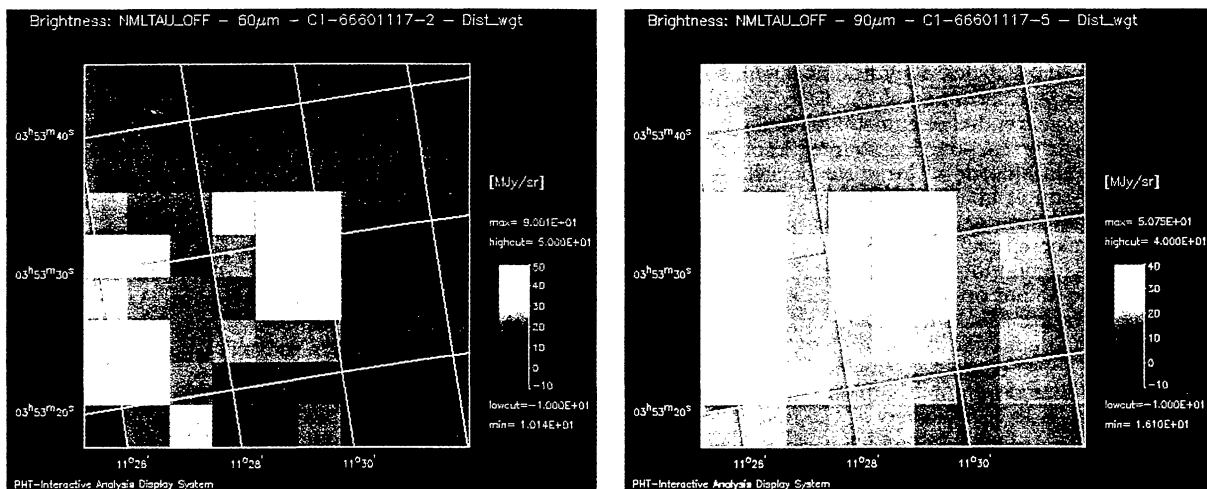 Brightness: NMLTAU_OFF - 60μm - C1-66601117-2 - Dist_wgt
03ʰ53ᵐ40ˢ
03ʰ53ᵐ30ˢ
03ʰ53ᵐ20ˢ
11°26'
11°28'
11°30'
[MJy/sr]
max= 9.001E+01
highcut= 5.000E+01
50
40
30
20
10
0
-10
lowcut=-1.000E+01
min= 1.014E+01
PHT-Interactive Analysis Display System
Brightness: NMLTAU_OFF - 90μm - C1-66601117-5 - Dist_wgt
03ʰ53ᵐ40ˢ
03ʰ53ᵐ30ˢ
03ʰ53ᵐ20ˢ
11°26'
11°28'
11°30'
[MJy/sr]
max= 5.075E+01
highcut= 4.000E+01
40
30
20
10
0
-10
lowcut=-1.000E+01
min= 1.610E+01
PHT-Interactive Analysis Display System